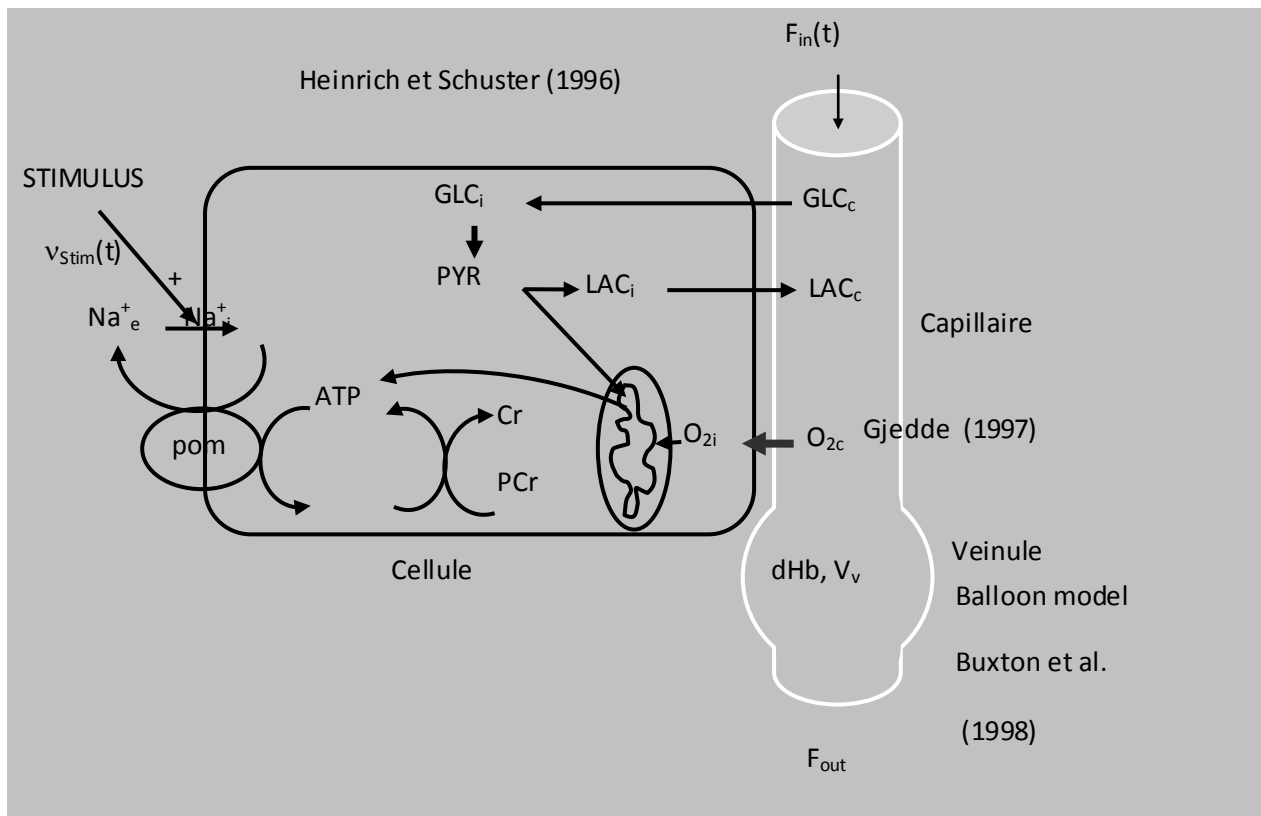 F_in(t)
Heinrich et Schuster (1996)
STIMULUS
GLC_i
GLC_c
ν_Stim(t)
+
PYR
LAC_i
LAC_c
Na⁺_e
Na⁺_i
Capillaire
ATP
Cr
pom
O_2i
O_2c
Gjedde (1997)
PCr
Cellule
dHb, V_v
Veinule
Balloon model
Buxton et al.
(1998)
F_out